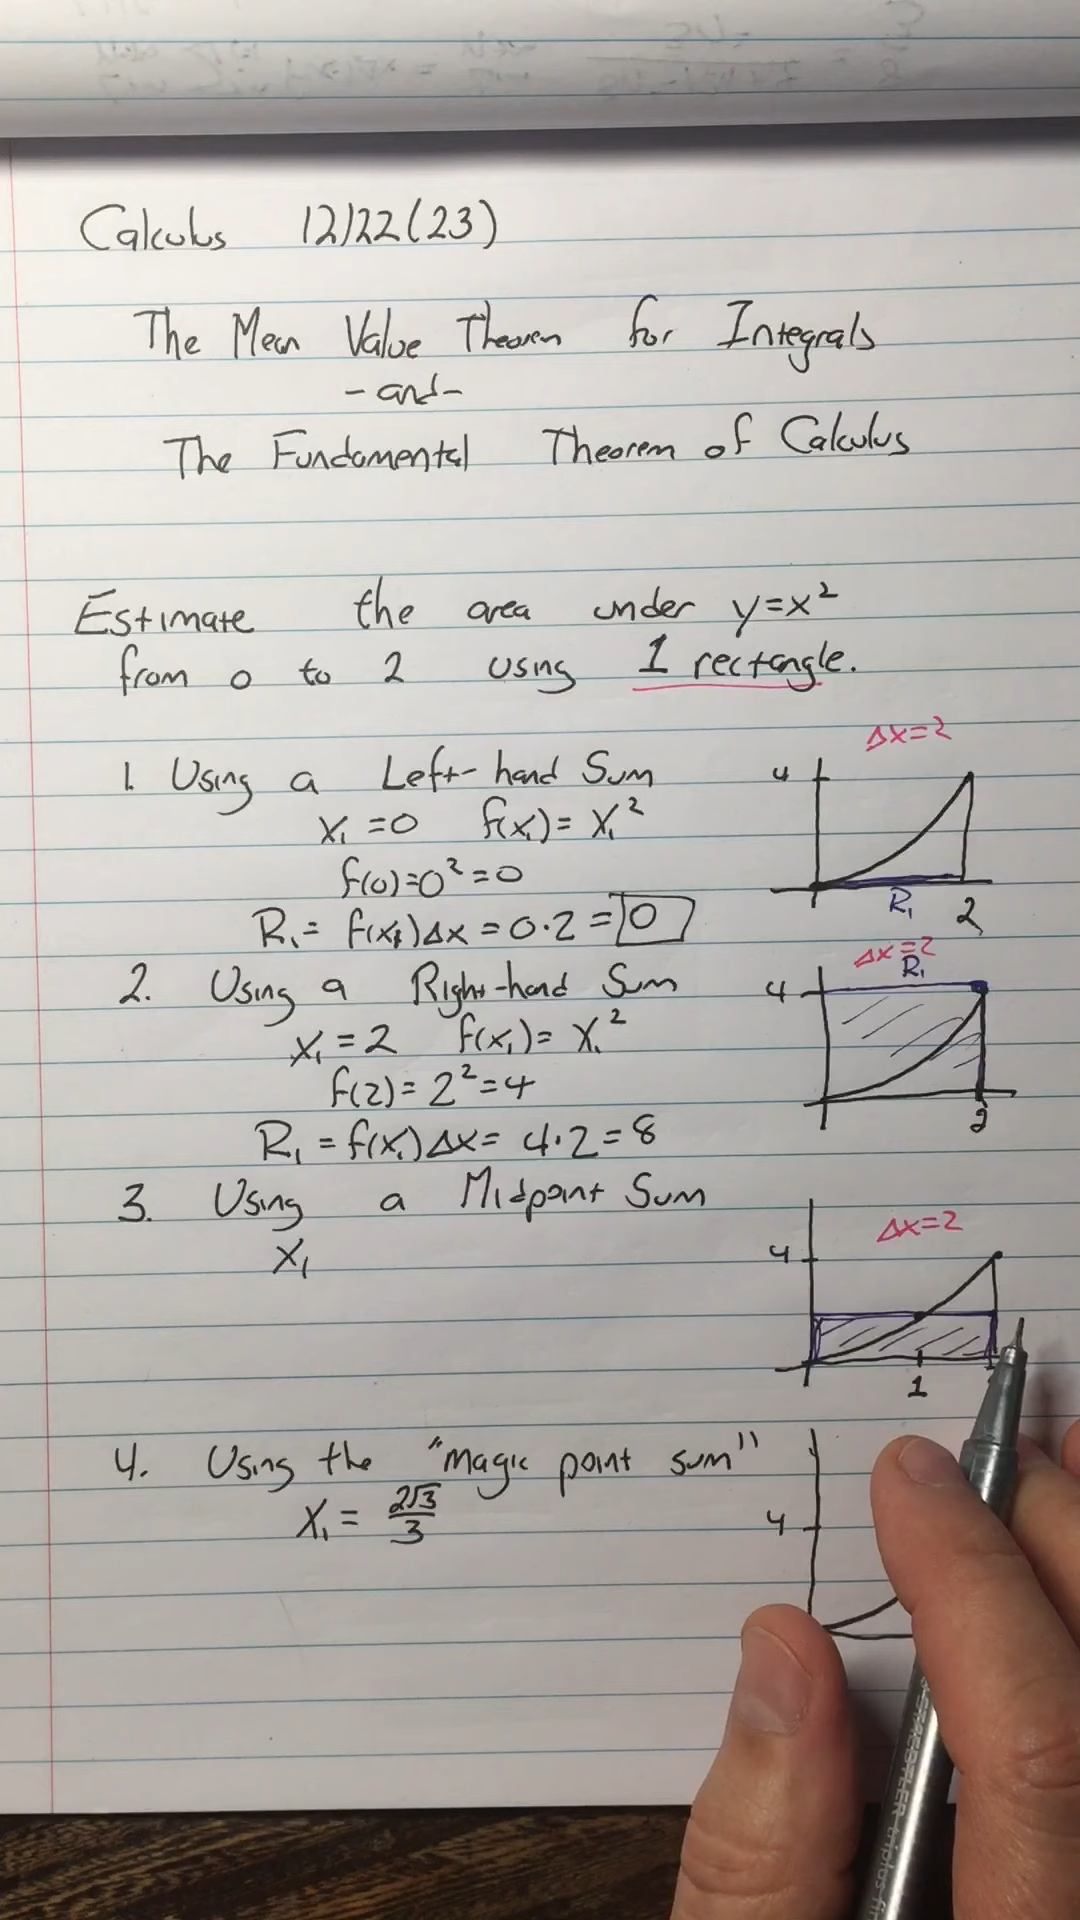 Calculus 12/22(23)
The Mean Value Theorem for Integrals
-and-
The Fundamental Theorem of Calculus
Estimate the area under y=x²
from 0 to 2 using 1 rectangle.
Δx=2
1. Using a Left-hand Sum
4
X₁=0 f(x₁)=X₁²
f(0)=0²=0
R₁ 2
R₁= f(x₁)Δx=0·2=0
Δx=2
R₁
2. Using a Right-hand Sum
4
X₁=2 f(x₁)=X₁²
f(2)=2²=4
2
R₁=f(x₁)Δx=4·2=8
3. Using a Midpoint Sum
Δx=2
X₁
4
1
4. Using the "magic point sum"
X₁=2√3/3
4
STAEDTLER triplus